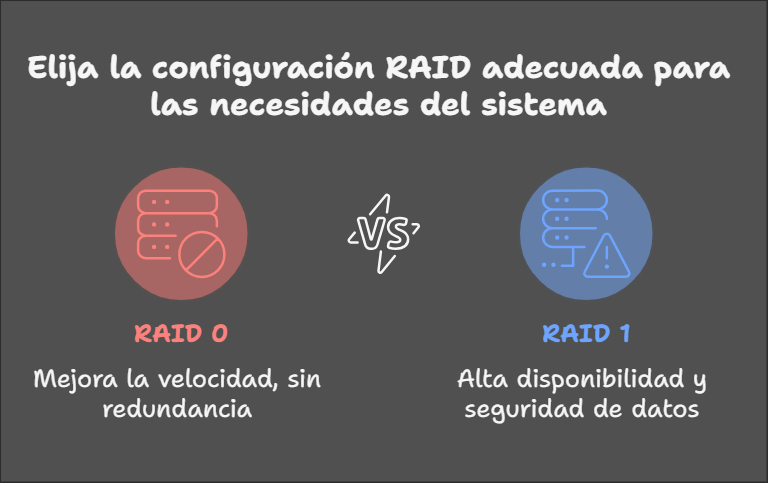 Elija la configuración RAID adecuada para
las necesidades del sistema
VS
RAID 0
Mejora la velocidad, sin
redundancia
RAID 1
Alta disponibilidad y
seguridad de datos